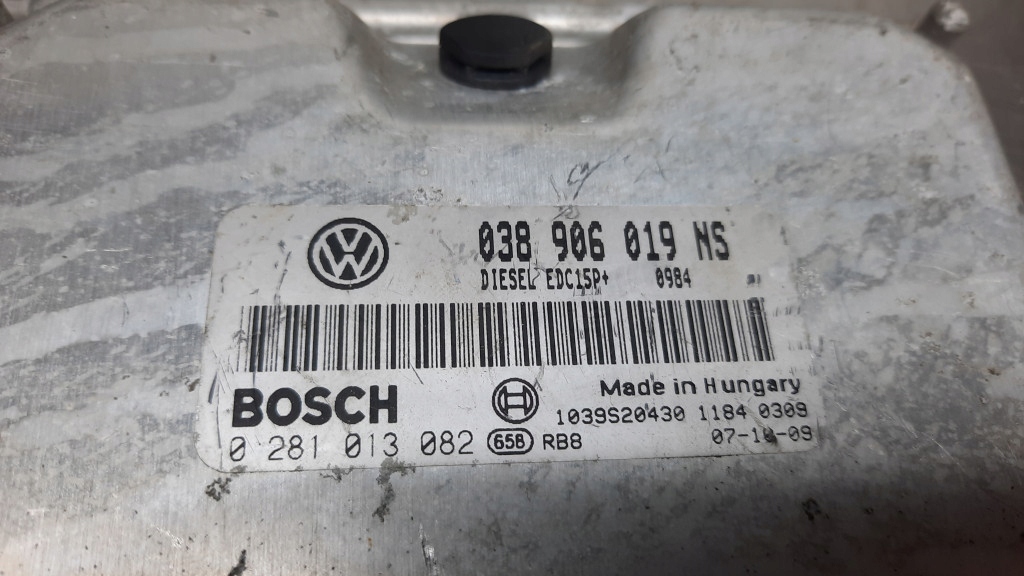 038 906 019 NS
DIESEL EDC15P+ 0984
BOSCH
Made in Hungary
1039S20430 1184 0309
0 281 013 082 658 RB8
07-10-09